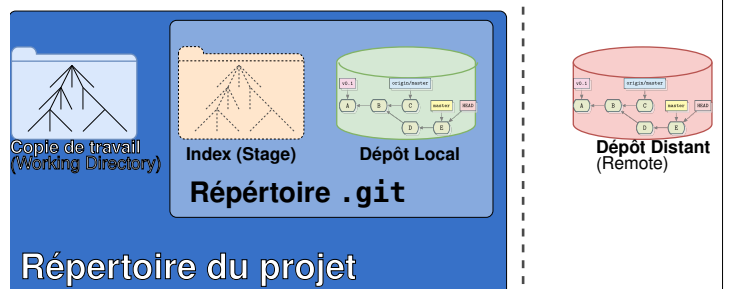 v0.1
origin/master
A
B
C
master
HEAD
D
E
v0.1
origin/master
A
B
C
master
HEAD
D
E
Copie de travail
(Working Directory)
Index (Stage)
Dépôt Local
Dépôt Distant
(Remote)
Répértoire .git
Répertoire du projet